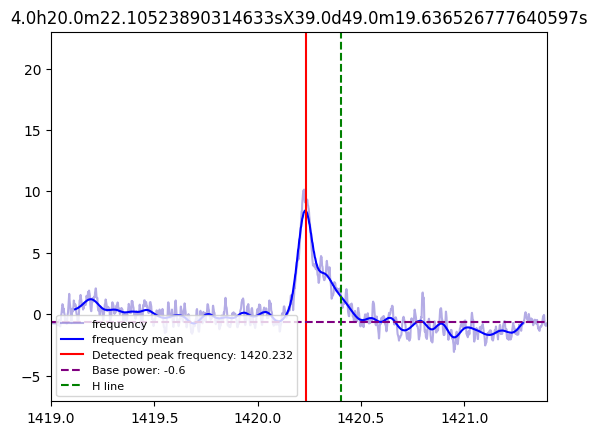 4.0h20.0m22.10523890314633sX39.0d49.0m19.636526777640597s
20
15
10
5
0
−5
frequency
frequency mean
Detected peak frequency: 1420.232
Base power: -0.6
H line
1419.0 1419.5 1420.0 1420.5 1421.0